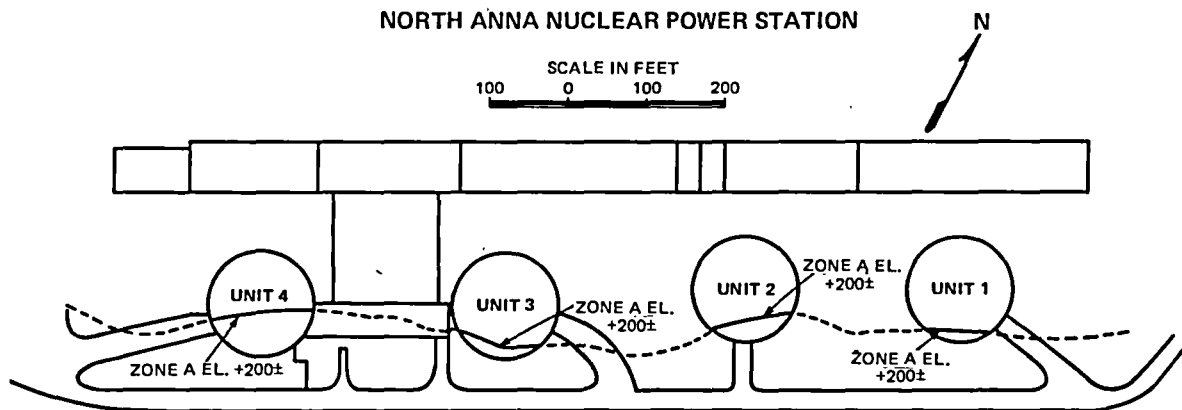 NORTH ANNA NUCLEAR POWER STATION
N
SCALE IN FEET
100 0 100 200
UNIT 4
UNIT 3
UNIT 2
UNIT 1
ZONE A EL.
+200±
ZONE A EL.
+200±
ZONE A EL. +200±
ZONE A EL.
+200±